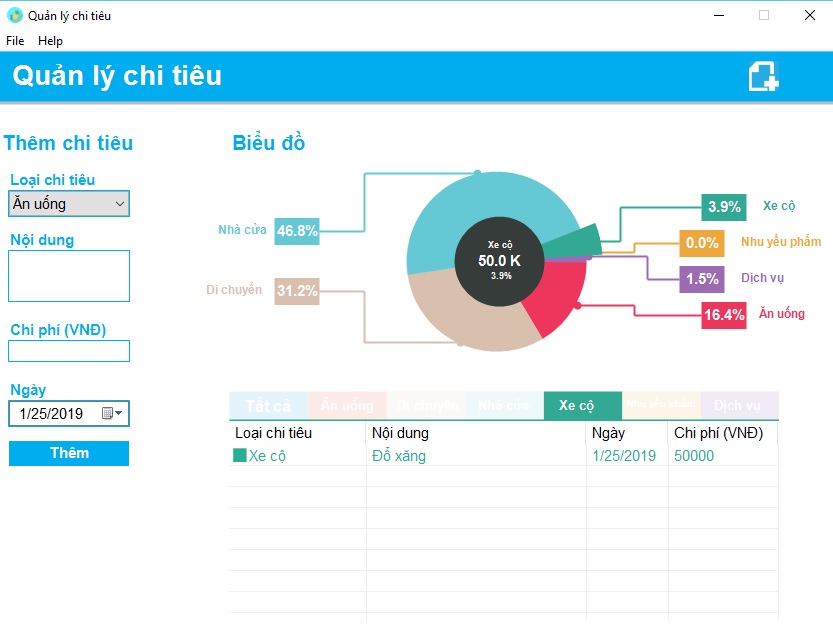 Quản lý chi tiêu
File Help
Quản lý chi tiêu
Thêm chi tiêu
Loại chi tiêu
Ăn uống
Nội dung
Chi phí (VNĐ)
Ngày
1/25/2019
Thêm
Biểu đồ
Nhà cửa 46.8%
Di chuyển 31.2%
Xe cộ
50.0 K
3.9%
3.9% Xe cộ
0.0% Nhu yếu phẩm
1.5% Dịch vụ
16.4% Ăn uống
Tất cả Ăn uống Di chuyển Nhà cửa Xe cộ Nhu yếu phẩm Dịch vụ
Loại chi tiêu Nội dung Ngày Chi phí (VNĐ)
Xe cộ Đổ xăng 1/25/2019 50000